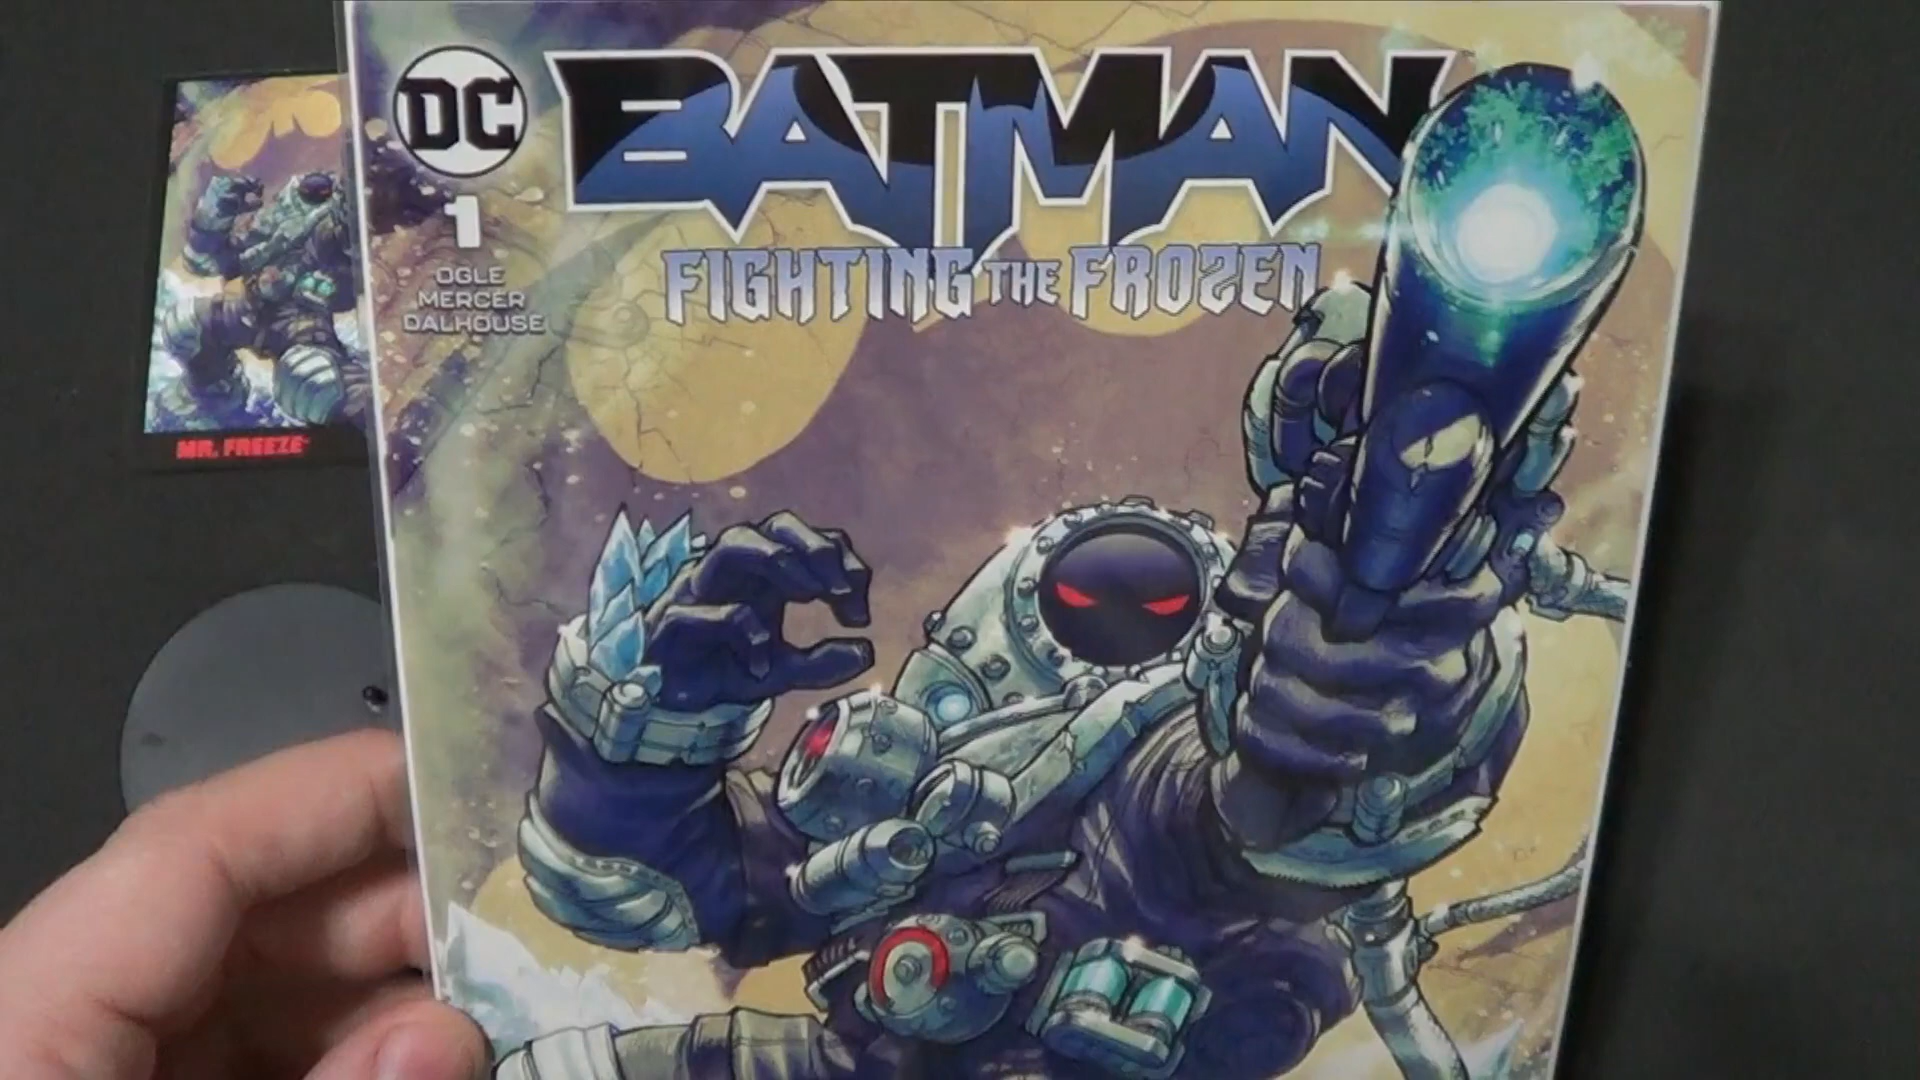 DC
BATMAN
FIGHTING THE FROZEN
1
OGLE
MERCER
DALHOUSE
MR. FREEZE